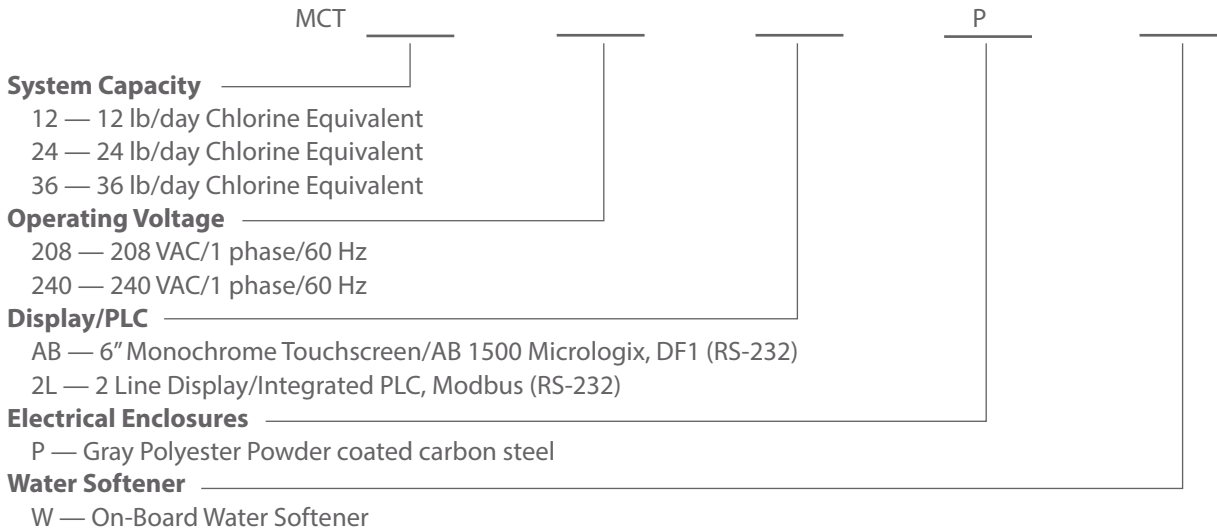 MCT P
System Capacity
12 — 12 lb/day Chlorine Equivalent
24 — 24 lb/day Chlorine Equivalent
36 — 36 lb/day Chlorine Equivalent
Operating Voltage
208 — 208 VAC/1 phase/60 Hz
240 — 240 VAC/1 phase/60 Hz
Display/PLC
AB — 6” Monochrome Touchscreen/AB 1500 Micrologix, DF1 (RS-232)
2L — 2 Line Display/Integrated PLC, Modbus (RS-232)
Electrical Enclosures
P — Gray Polyester Powder coated carbon steel
Water Softener
W — On-Board Water Softener